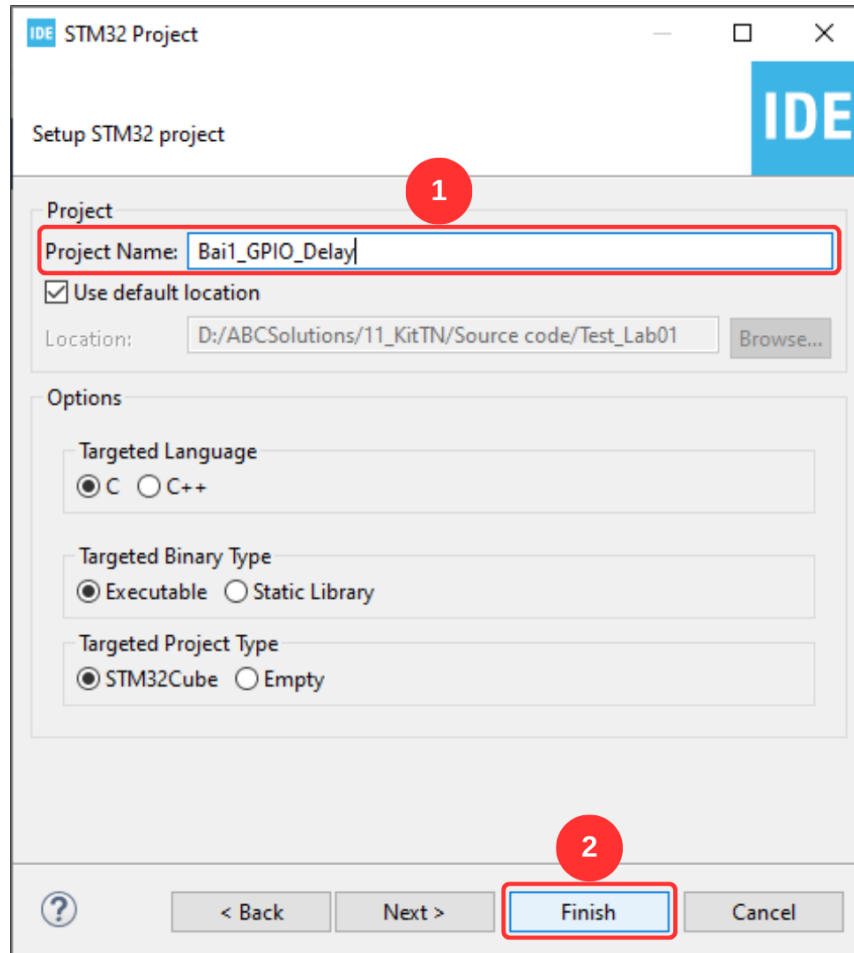 IDE STM32 Project
IDE
Setup STM32 project
1
Project
Project Name: Bai1_GPIO_Delay
Use default location
Location: D:/ABCSolutions/11_KitTN/Source code/Test_Lab01 Browse...
Options
Targeted Language
C C++
Targeted Binary Type
Executable Static Library
Targeted Project Type
STM32Cube Empty
2
? < Back Next > Finish Cancel